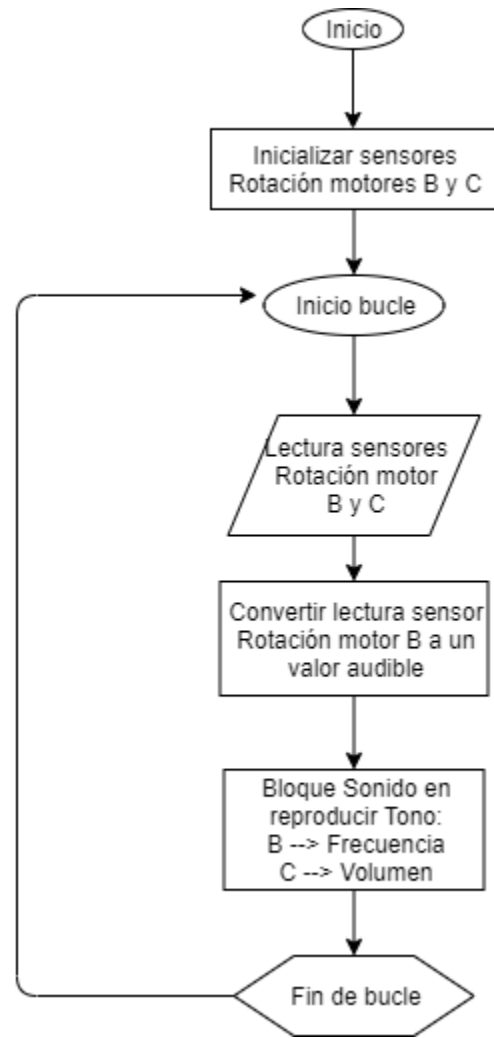 Inicio
Inicializar sensores
Rotación motores B y C
Inicio bucle
Lectura sensores
Rotación motor
B y C
Convertir lectura sensor
Rotación motor B a un
valor audible
Bloque Sonido en
reproducir Tono:
B --> Frecuencia
C --> Volumen
Fin de bucle